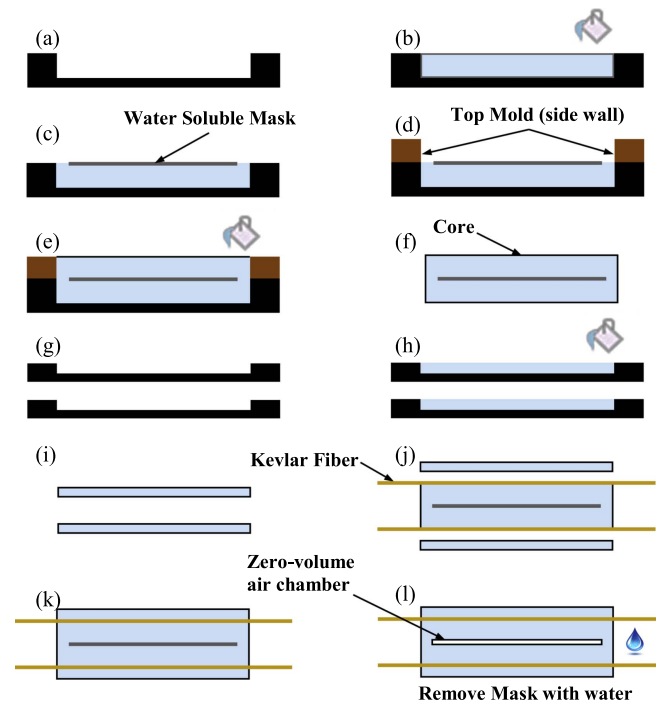 (a)
(b)
Water Soluble Mask
Top Mold (side wall)
(c)
(d)
(e)
Core
(f)
(g)
(h)
(i)
Kevlar Fiber
(j)
Zero-volume
air chamber
(k)
(l)
Remove Mask with water